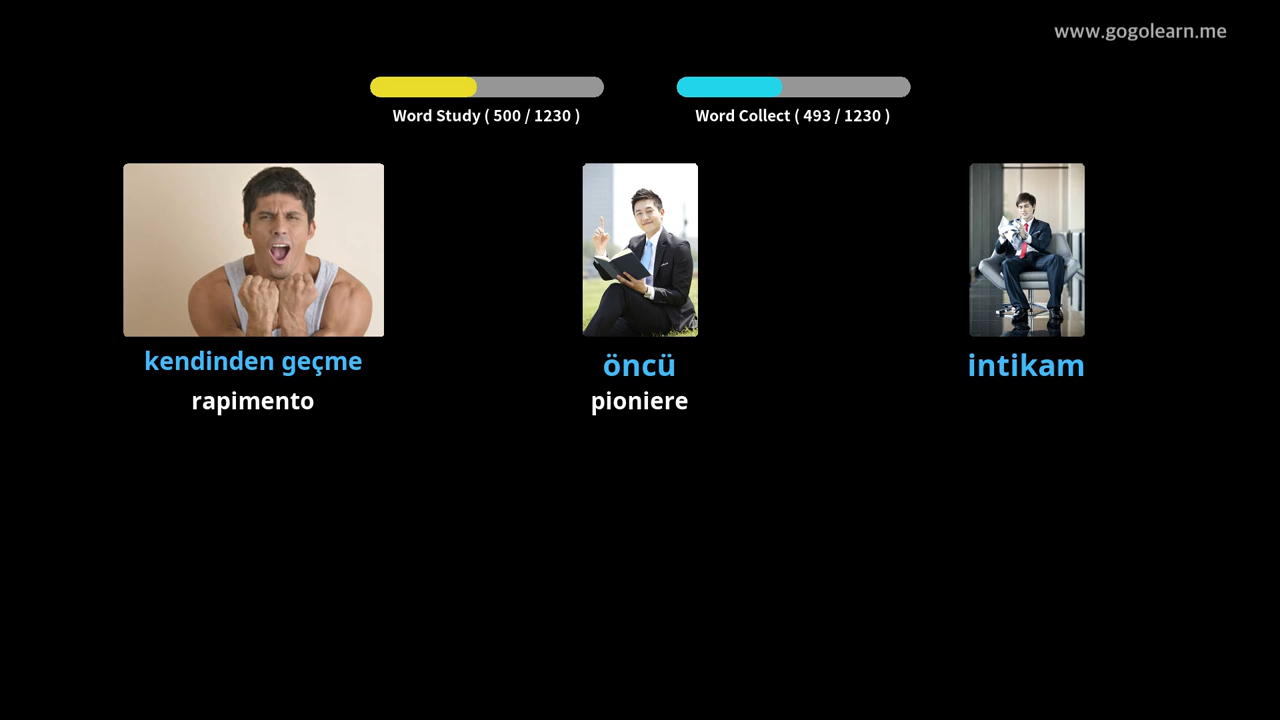 www.gogolearn.me
Word Study ( 500 / 1230 )
Word Collect ( 493 / 1230 )
kendinden geçme
rapimento
öncü
pioniere
intikam